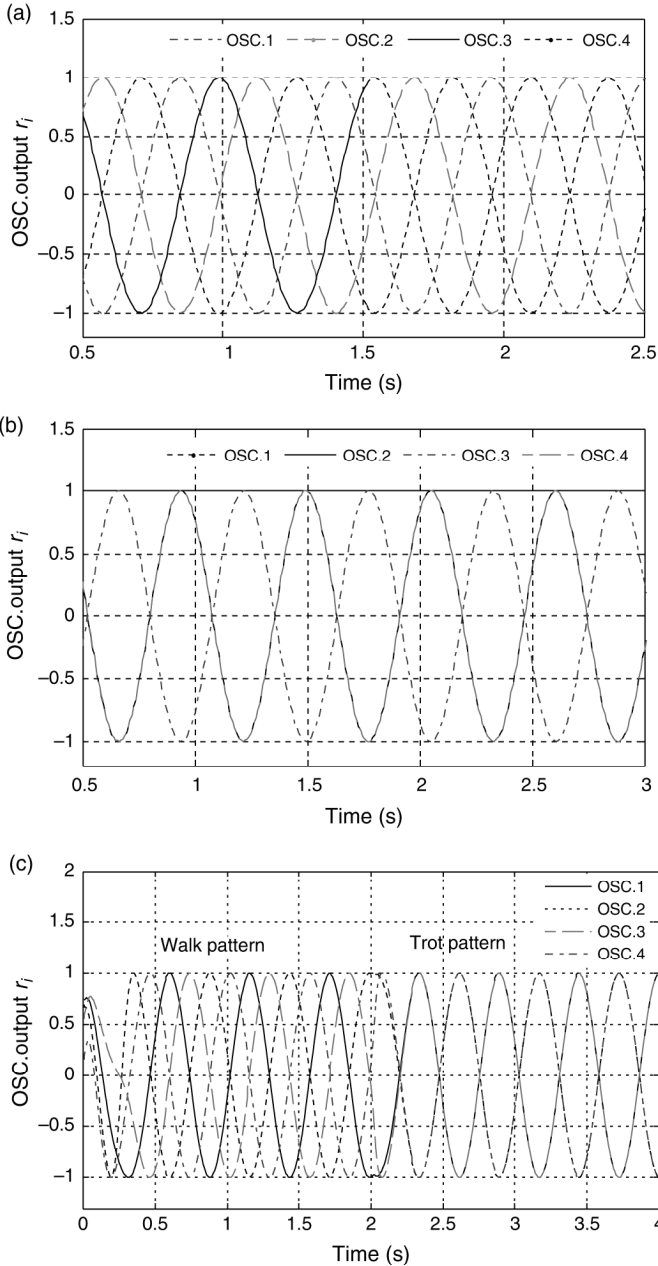 (a)
1.5
OSC.1 OSC.2 OSC.3 OSC.4
1
0.5
0
−0.5
−1
OSC.output ri
0.5 1 1.5 2 2.5
Time (s)
(b)
1.5
OSC.1 OSC.2 OSC.3 OSC.4
1
0.5
0
−0.5
−1
OSC.output ri
0.5 1 1.5 2 2.5 3
Time (s)
(c)
2
OSC.1
1.5
OSC.2
OSC.3
OSC.4
Walk pattern Trot pattern
1
0.5
0
−0.5
−1
OSC.output ri
0 0.5 1 1.5 2 2.5 3 3.5 4
Time (s)